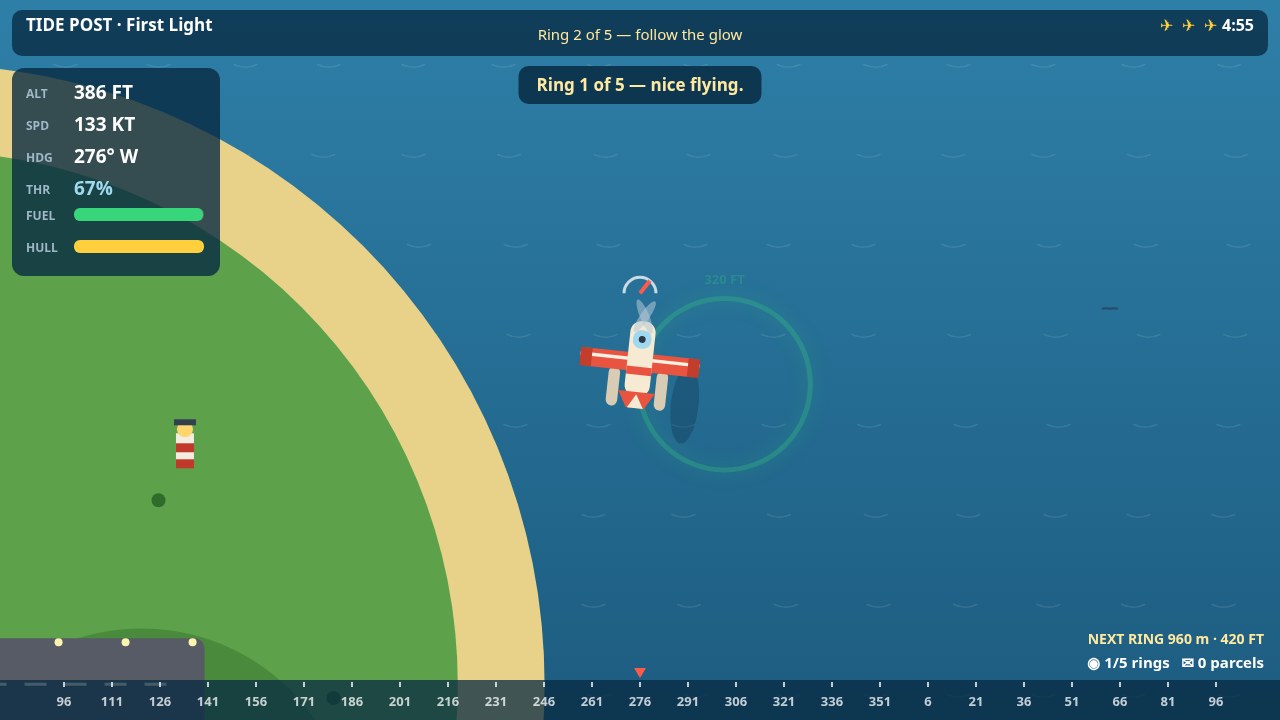 TIDE POST · First Light
Ring 2 of 5 — follow the glow
✈ ✈ ✈ 4:55
Ring 1 of 5 — nice flying.
ALT 386 FT
SPD 133 KT
HDG 276° W
THR 67%
FUEL
HULL
320 FT
NEXT RING 960 m · 420 FT
◉ 1/5 rings ✉ 0 parcels
96 111 126 141 156 171 186 201 216 231 246 261 276 291 306 321 336 351 6 21 36 51 66 81 96